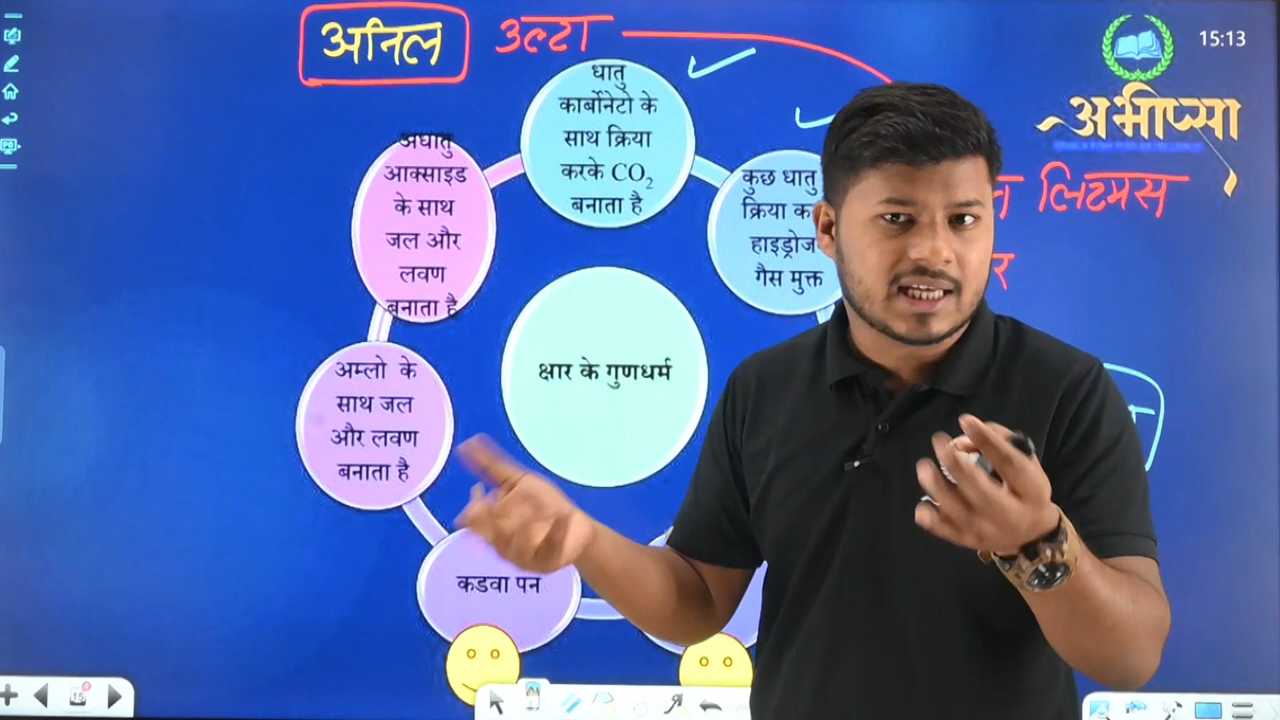 अनिल उल्टा
15:13
अभीप्सा
धातु
कार्बोनेटो के
साथ क्रिया
करके CO₂
बनाता है
अधातु
आक्साइड
के साथ
जल और
लवण
बनाता है
कुछ धातु
क्रिया
हाइड्रोज
गैस मुक्त
लिटमस
क्षार के गुणधर्म
अम्लो के
साथ जल
और लवण
बनाता है
कडवा पन
15